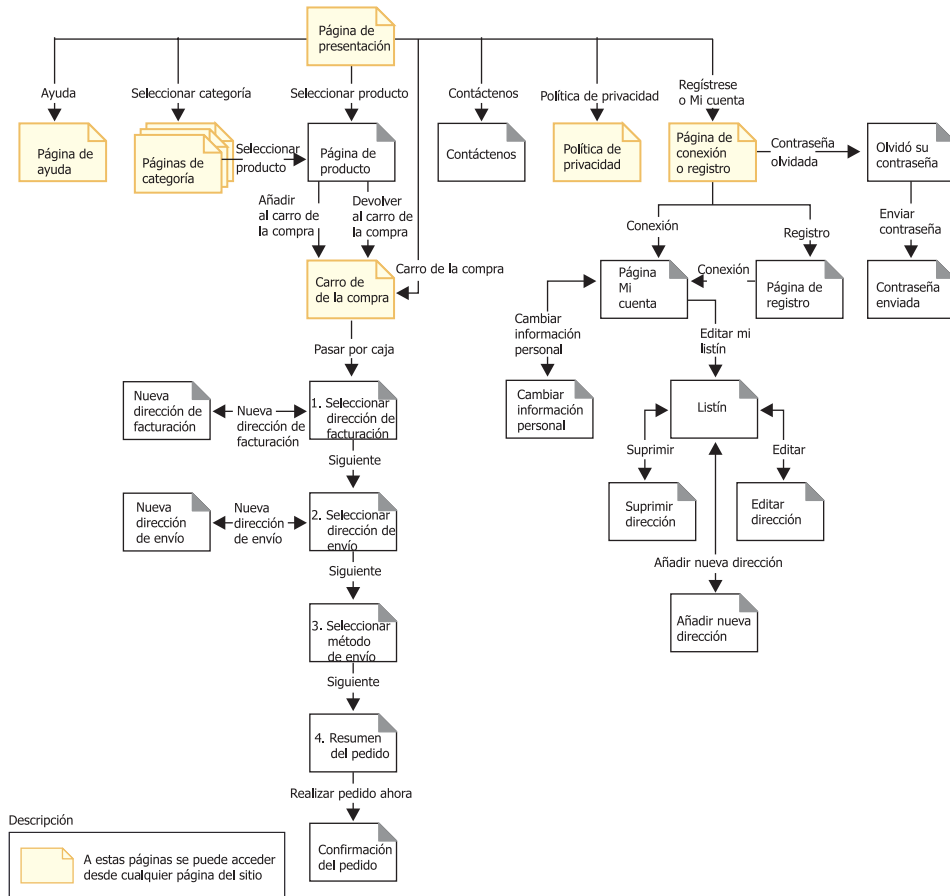 Página de
presentación
Ayuda
Seleccionar categoría
Seleccionar producto
Contáctenos
Política de privacidad
Regístrese
o Mi cuenta
Página de
ayuda
Páginas de
categoría
Seleccionar
producto
Página de
producto
Contáctenos
Política de
privacidad
Página de
conexión
o registro
Contraseña
olvidada
Olvidó su
contraseña
Añadir
al carro de
la compra
Devolver
al carro de
la compra
Enviar
contraseña
Conexión
Registro
Carro de
de la compra
Carro de la compra
Página
Mi
cuenta
Conexión
Página de
registro
Contraseña
enviada
Cambiar
información
personal
Editar mi
listín
Pasar por caja
Nueva
dirección de
facturación
Nueva
dirección de
facturación
1. Seleccionar
dirección de
facturación
Cambiar
información
personal
Listín
Siguiente
Suprimir
Editar
Nueva
dirección
de envío
Nueva
dirección
de envío
2. Seleccionar
dirección de
envío
Suprimir
dirección
Editar
dirección
Siguiente
Añadir nueva dirección
3. Seleccionar
método
de envío
Añadir nueva
dirección
Siguiente
4. Resumen
del pedido
Realizar pedido ahora
Confirmación
del pedido
Descripción
A estas páginas se puede acceder
desde cualquier página del sitio